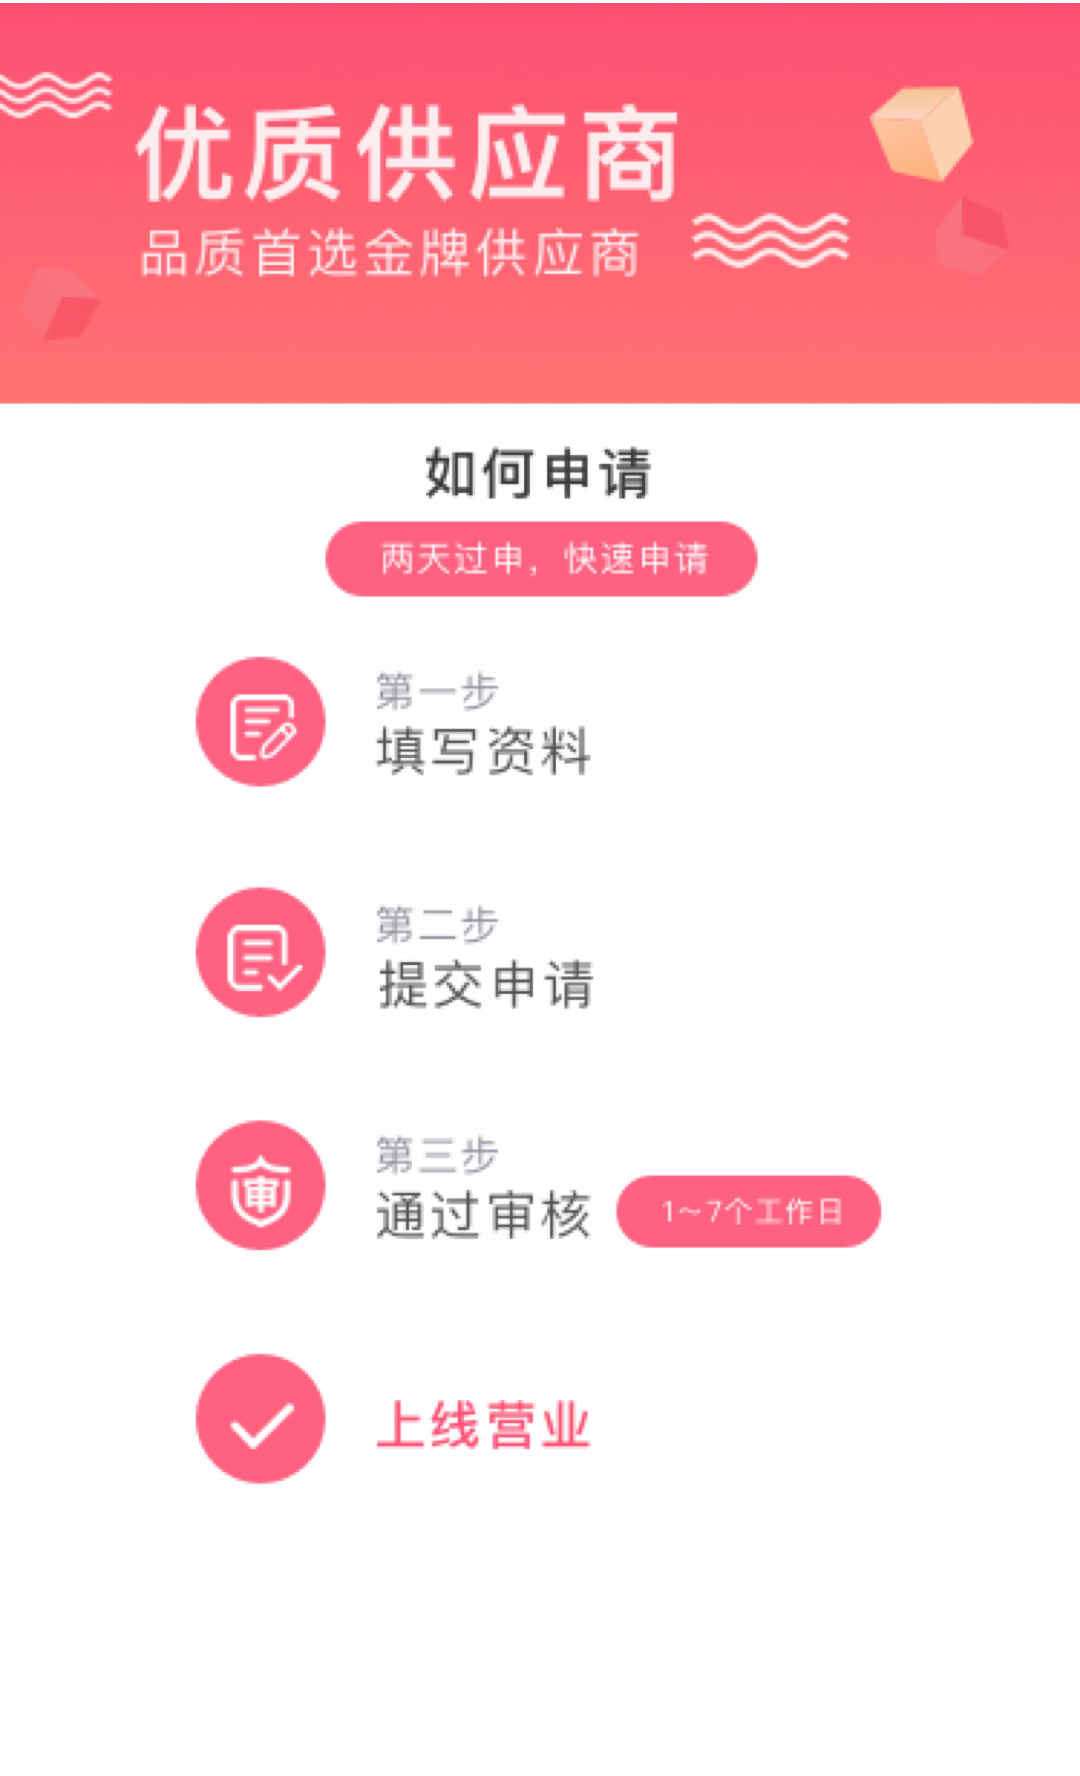 优质供应商
品质首选金牌供应商
如何申请
两天过申，快速申请
第一步
填写资料
第二步
提交申请
第三步
通过审核
1～7个工作日
审
上线营业